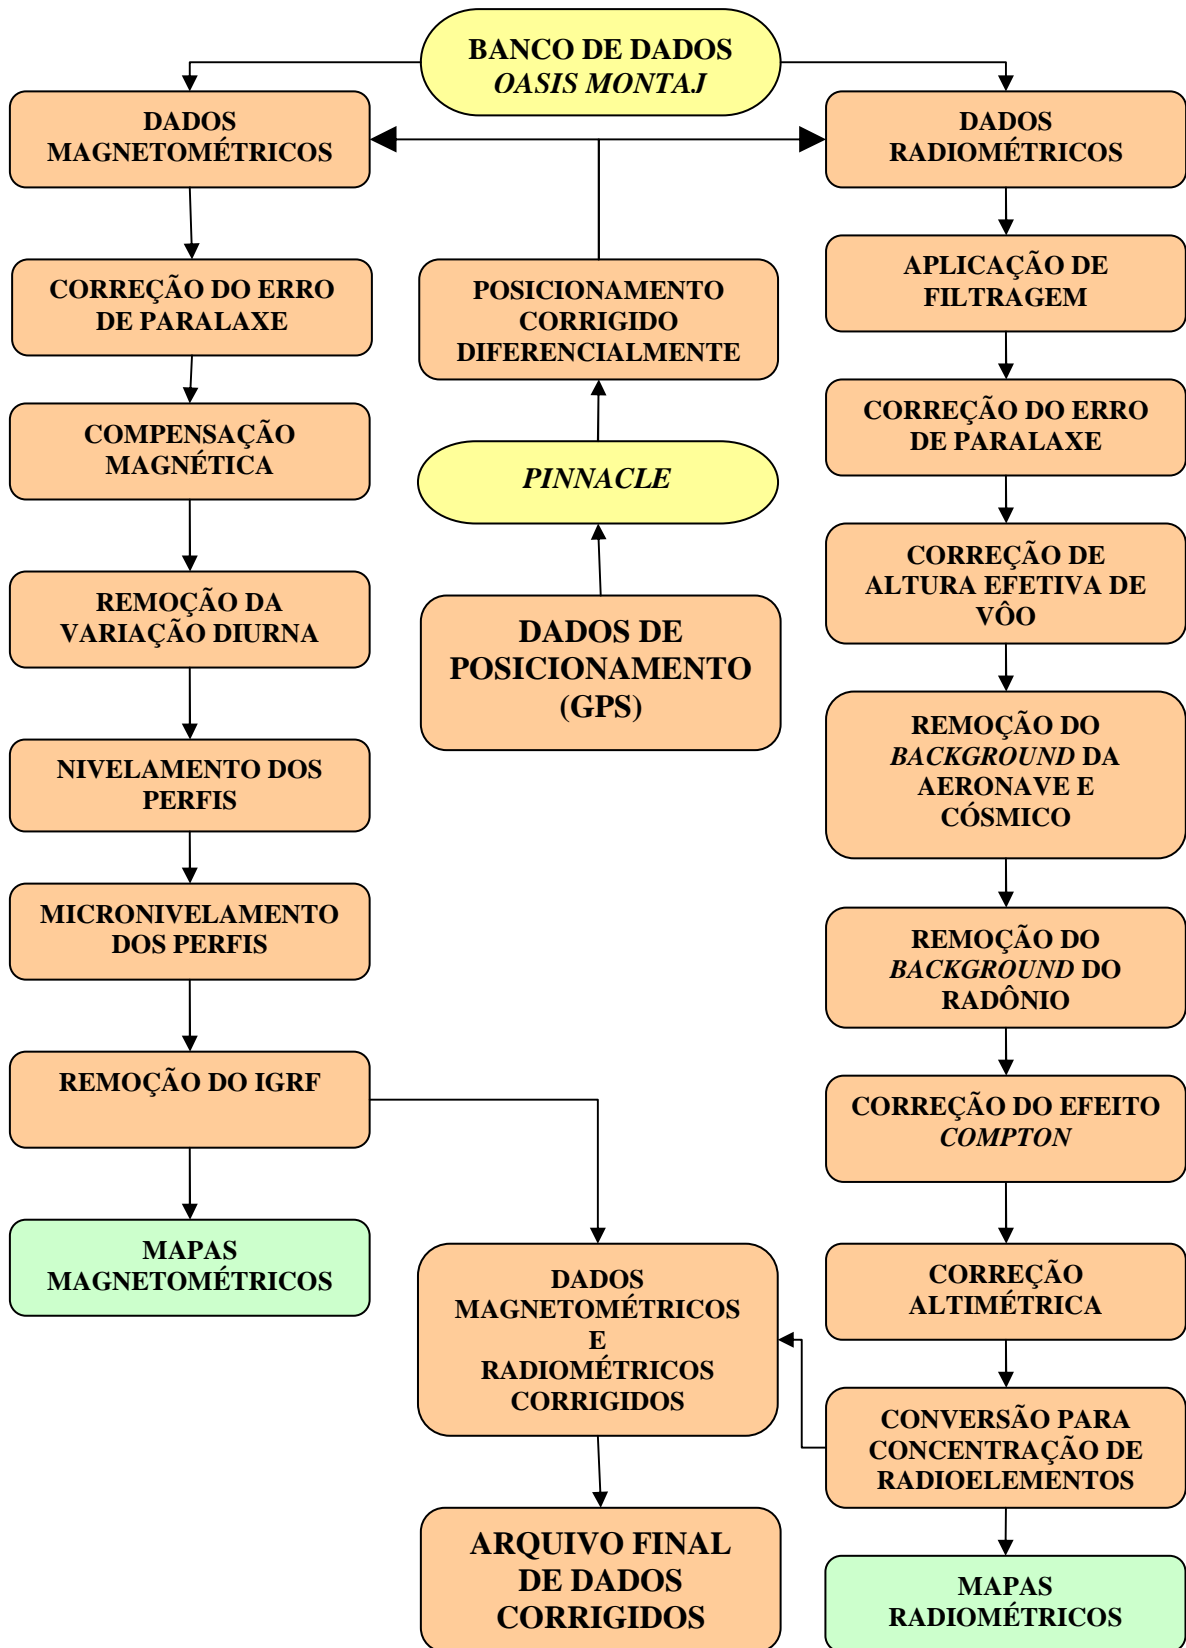 BANCO DE DADOS
OASIS MONTAJ
DADOS
MAGNETOMÉTRICOS
DADOS
RADIOMÉTRICOS
CORREÇÃO DO ERRO
DE PARALAXE
POSICIONAMENTO
CORRIGIDO
DIFERENCIALMENTE
APLICAÇÃO DE
FILTRAGEM
COMPENSAÇÃO
MAGNÉTICA
PINNACLE
CORREÇÃO DO ERRO
DE PARALAXE
REMOÇÃO DA
VARIAÇÃO DIURNA
DADOS DE
POSICIONAMENTO
(GPS)
CORREÇÃO DE
ALTURA EFETIVA DE
VÔO
NIVELAMENTO DOS
PERFIS
REMOÇÃO DO
BACKGROUND DA
AERONAVE E
CÓSMICO
MICRONIVELAMENTO
DOS PERFIS
REMOÇÃO DO
BACKGROUND DO
RADÔNIO
REMOÇÃO DO IGRF
CORREÇÃO DO EFEITO
COMPTON
MAPAS
MAGNETOMÉTRICOS
DADOS
MAGNETOMÉTRICOS
E
RADIOMÉTRICOS
CORRIGIDOS
CORREÇÃO
ALTIMÉTRICA
CONVERSÃO PARA
CONCENTRAÇÃO DE
RADIOELEMENTOS
ARQUIVO FINAL
DE DADOS
CORRIGIDOS
MAPAS
RADIOMÉTRICOS